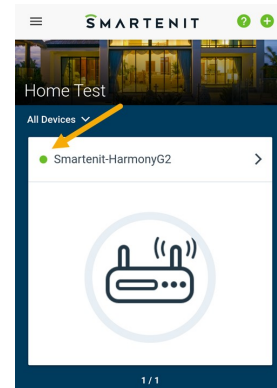 SMARTENIT
Home Test
All Devices
Smartenit-HarmonyG2
1 / 1